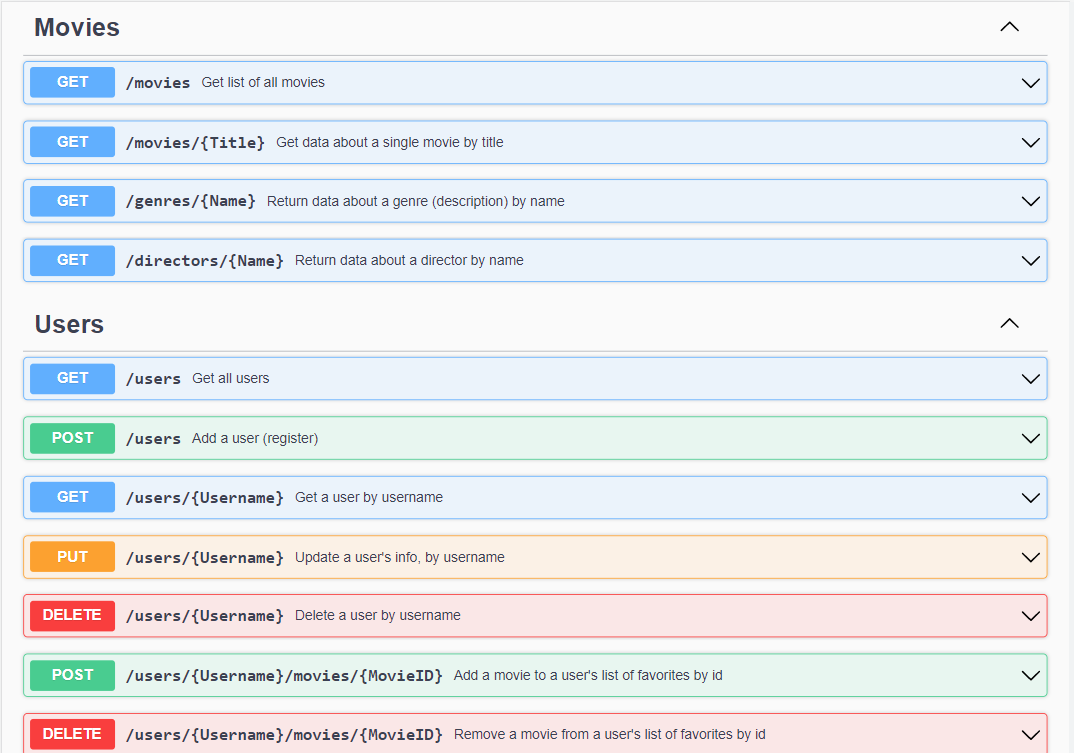 Movies
GET /movies Get list of all movies
GET /movies/{Title} Get data about a single movie by title
GET /genres/{Name} Return data about a genre (description) by name
GET /directors/{Name} Return data about a director by name
Users
GET /users Get all users
POST /users Add a user (register)
GET /users/{Username} Get a user by username
PUT /users/{Username} Update a user's info, by username
DELETE /users/{Username} Delete a user by username
POST /users/{Username}/movies/{MovieID} Add a movie to a user's list of favorites by id
DELETE /users/{Username}/movies/{MovieID} Remove a movie from a user's list of favorites by id